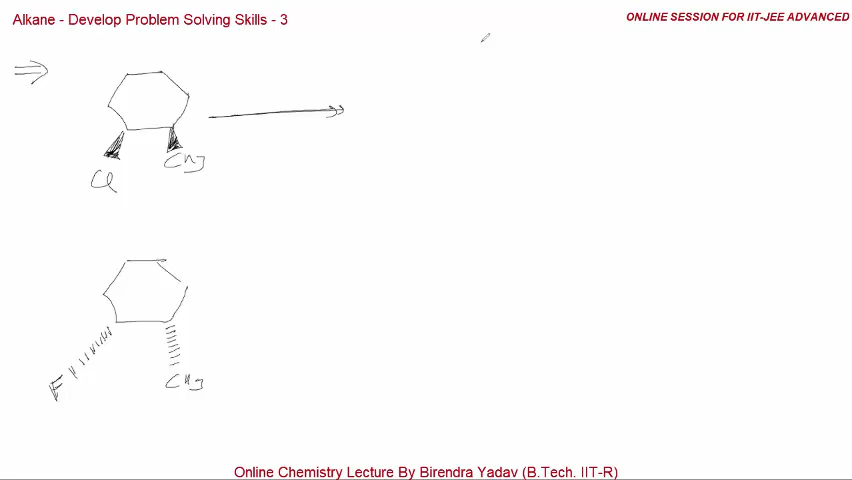 Alkane - Develop Problem Solving Skills - 3
ONLINE SESSION FOR IIT-JEE ADVANCED
Cl
CH3
F
CH3
Online Chemistry Lecture By Birendra Yadav (B.Tech. IIT-R)